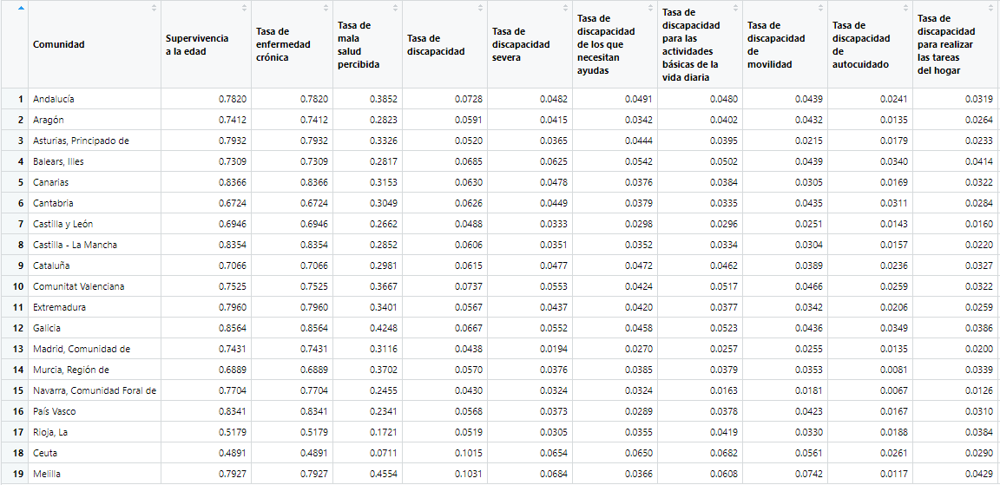 Comunidad Supervivencia a la edad Tasa de enfermedad crónica Tasa de mala salud percibida Tasa de discapacidad Tasa de discapacidad severa Tasa de discapacidad de los que necesitan ayudas Tasa de discapacidad para las actividades básicas de la vida diaria Tasa de discapacidad de movilidad Tasa de discapacidad de autocuidado Tasa de discapacidad para realizar las tareas del hogar
1 Andalucía 0.7820 0.7820 0.3852 0.0728 0.0482 0.0491 0.0480 0.0439 0.0241 0.0319
2 Aragón 0.7412 0.7412 0.2823 0.0591 0.0415 0.0342 0.0402 0.0432 0.0135 0.0264
3 Asturias, Principado de 0.7932 0.7932 0.3326 0.0520 0.0365 0.0444 0.0395 0.0215 0.0179 0.0233
4 Balears, Illes 0.7309 0.7309 0.2817 0.0685 0.0625 0.0542 0.0502 0.0439 0.0340 0.0414
5 Canarias 0.8366 0.8366 0.3153 0.0630 0.0478 0.0376 0.0384 0.0305 0.0169 0.0322
6 Cantabria 0.6724 0.6724 0.3049 0.0626 0.0449 0.0379 0.0335 0.0435 0.0311 0.0284
7 Castilla y León 0.6946 0.6946 0.2662 0.0488 0.0333 0.0298 0.0296 0.0251 0.0143 0.0160
8 Castilla - La Mancha 0.8354 0.8354 0.2852 0.0606 0.0351 0.0352 0.0334 0.0304 0.0157 0.0220
9 Cataluña 0.7066 0.7066 0.2981 0.0615 0.0477 0.0472 0.0462 0.0389 0.0236 0.0327
10 Comunitat Valenciana 0.7525 0.7525 0.3667 0.0737 0.0553 0.0424 0.0517 0.0466 0.0259 0.0322
11 Extremadura 0.7960 0.7960 0.3401 0.0567 0.0437 0.0420 0.0377 0.0342 0.0206 0.0259
12 Galicia 0.8564 0.8564 0.4248 0.0667 0.0552 0.0458 0.0523 0.0436 0.0349 0.0386
13 Madrid, Comunidad de 0.7431 0.7431 0.3116 0.0438 0.0194 0.0270 0.0257 0.0255 0.0135 0.0200
14 Murcia, Región de 0.6889 0.6889 0.3702 0.0570 0.0376 0.0385 0.0379 0.0353 0.0081 0.0339
15 Navarra, Comunidad Foral de 0.7704 0.7704 0.2455 0.0430 0.0324 0.0324 0.0163 0.0181 0.0067 0.0126
16 País Vasco 0.8341 0.8341 0.2341 0.0568 0.0373 0.0289 0.0378 0.0423 0.0167 0.0310
17 Rioja, La 0.5179 0.5179 0.1721 0.0519 0.0305 0.0355 0.0419 0.0330 0.0188 0.0384
18 Ceuta 0.4891 0.4891 0.0711 0.1015 0.0654 0.0650 0.0682 0.0561 0.0261 0.0290
19 Melilla 0.7927 0.7927 0.4554 0.1031 0.0684 0.0366 0.0608 0.0742 0.0117 0.0429